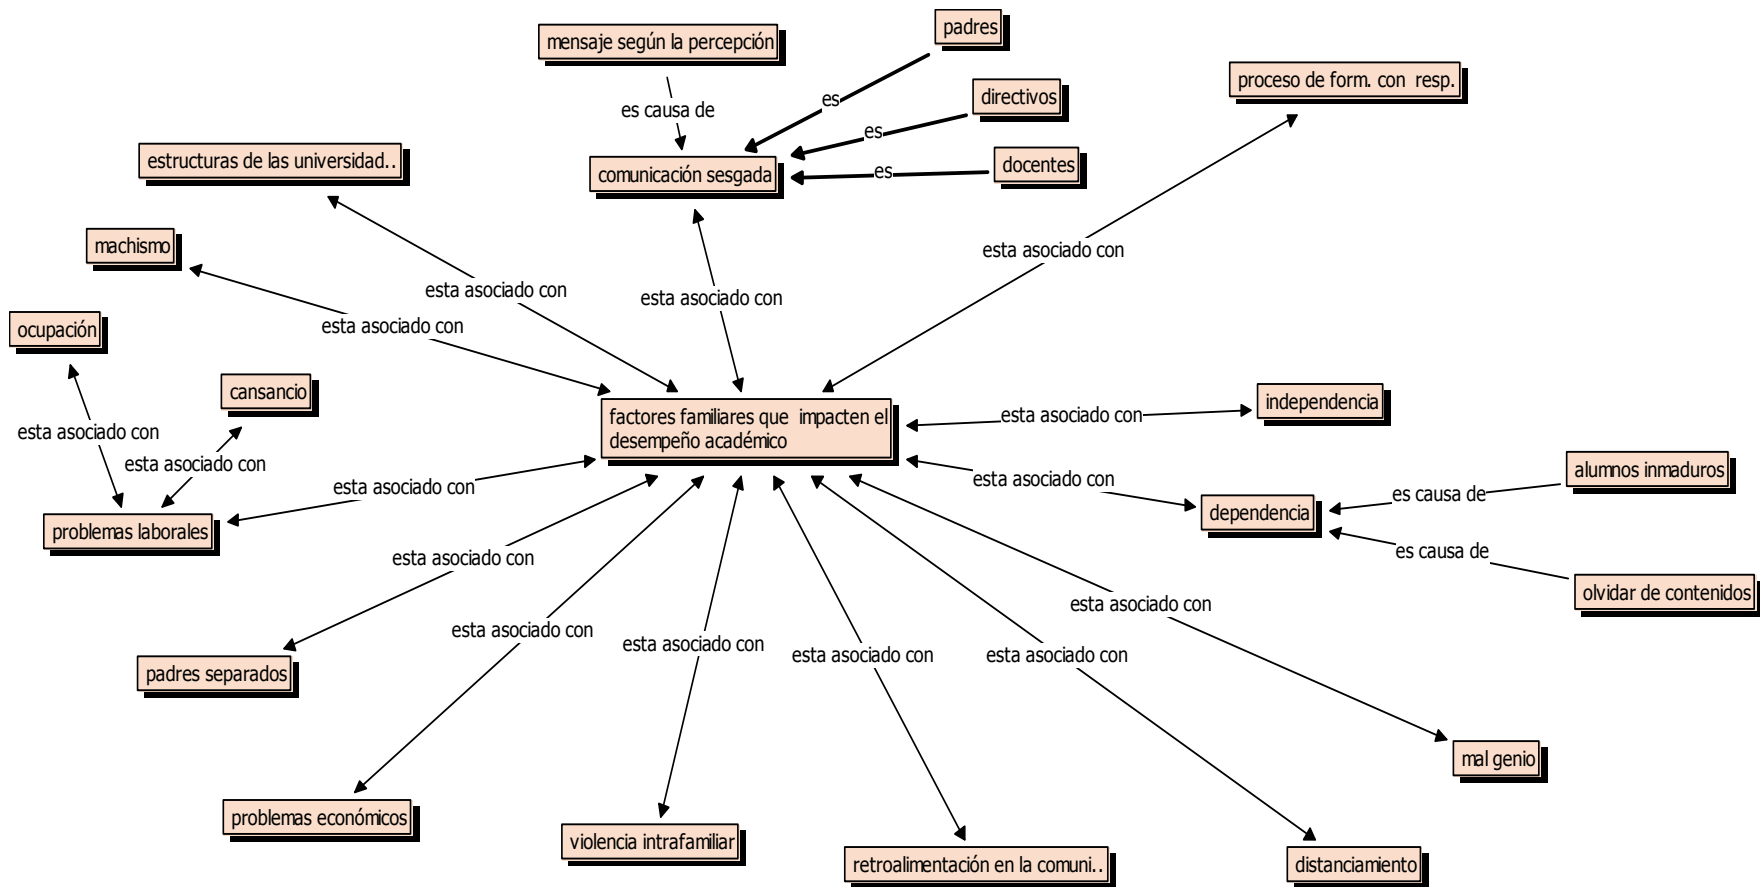 padres
mensaje según la percepción
proceso de form. con resp.
directivos
es
es causa de
es
estructuras de las universidad..
docentes
comunicación sesgada
es
machismo
esta asociado con
esta asociado con
esta asociado con
esta asociado con
ocupación
cansancio
independencia
factores familiares que impacten el
desempeño académico
esta asociado con
esta asociado con
esta asociado con
alumnos inmaduros
esta asociado con
esta asociado con
es causa de
dependencia
problemas laborales
es causa de
esta asociado con
olvidar de contenidos
esta asociado con
esta asociado con
esta asociado con
esta asociado con
esta asociado con
padres separados
mal genio
problemas económicos
violencia intrafamiliar
retroalimentación en la comuni..
distanciamiento